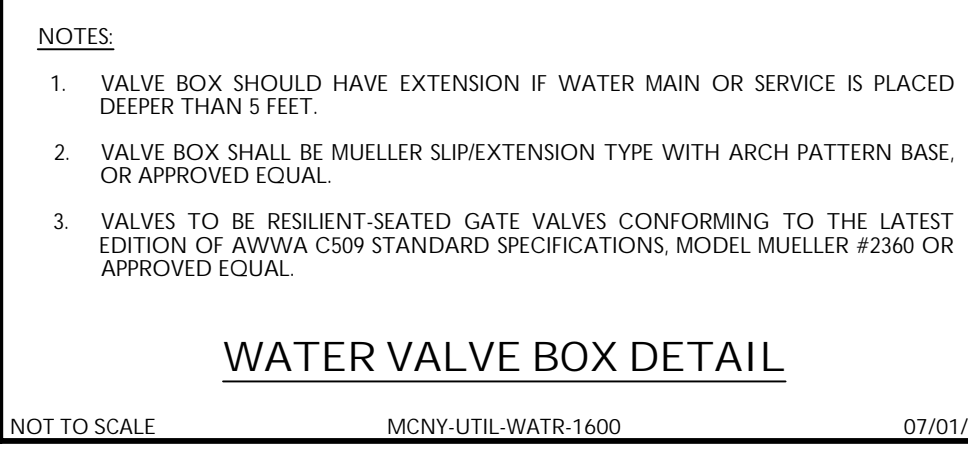 NOTES:
1. VALVE BOX SHOULD HAVE EXTENSION IF WATER MAIN OR SERVICE IS PLACED
DEEPER THAN 5 FEET.
2. VALVE BOX SHALL BE MUELLER SLIP/EXTENSION TYPE WITH ARCH PATTERN BASE,
OR APPROVED EQUAL.
3. VALVES TO BE RESILIENT-SEATED GATE VALVES CONFORMING TO THE LATEST
EDITION OF AWWA C509 STANDARD SPECIFICATIONS, MODEL MUELLER #2360 OR
APPROVED EQUAL.
WATER VALVE BOX DETAIL
NOT TO SCALE MCNY-UTIL-WATR-1600 07/01/